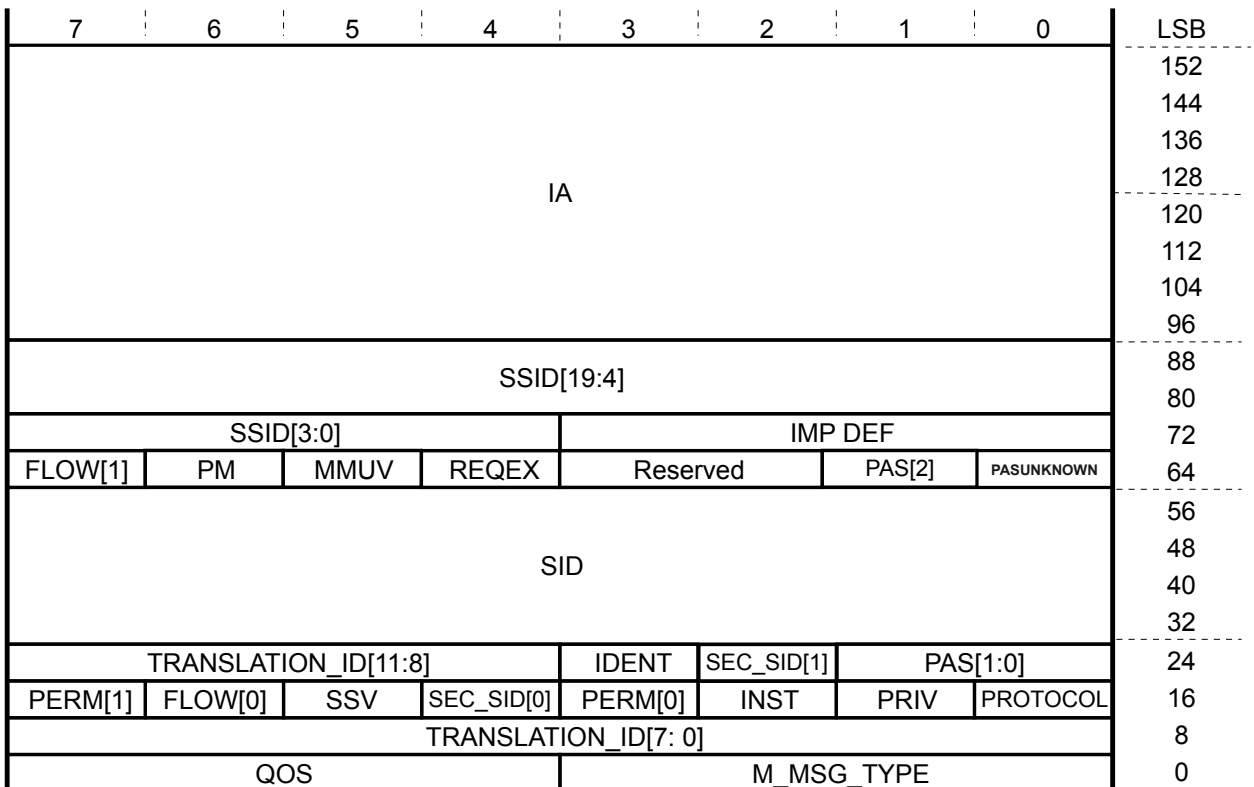 7 6 5 4 3 2 1 0 LSB
152
144
136
128
IA
120
112
104
96
88
SSID[19:4]
80
SSID[3:0] IMP DEF 72
FLOW[1] PM MMUV REQEX Reserved PAS[2] PASUNKNOWN 64
56
48
SID
40
32
TRANSLATION_ID[11:8] IDENT SEC_SID[1] PAS[1:0] 24
PERM[1] FLOW[0] SSV SEC_SID[0] PERM[0] INST PRIV PROTOCOL 16
TRANSLATION_ID[7: 0] 8
QOS M_MSG_TYPE 0